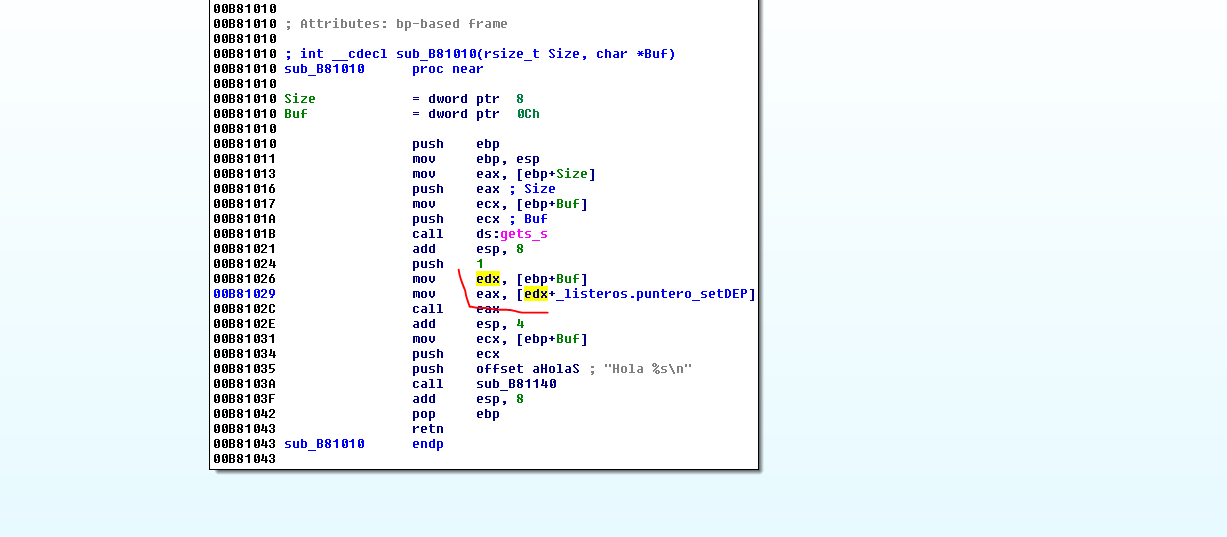 00B81010
00B81010 ; Attributes: bp-based frame
00B81010
00B81010 ; int __cdecl sub_B81010(rsize_t Size, char *Buf)
00B81010 sub_B81010 proc near
00B81010
00B81010 Size = dword ptr 8
00B81010 Buf = dword ptr 0Ch
00B81010
00B81010 push ebp
00B81011 mov ebp, esp
00B81013 mov eax, [ebp+Size]
00B81016 push eax ; Size
00B81017 mov ecx, [ebp+Buf]
00B8101A push ecx ; Buf
00B8101B call ds:gets_s
00B81021 add esp, 8
00B81024 push 1
00B81026 mov edx, [ebp+Buf]
00B81029 mov eax, [edx+_listeros.puntero_setDEP]
00B8102C call eax
00B8102E add esp, 4
00B81031 mov ecx, [ebp+Buf]
00B81034 push ecx
00B81035 push offset aHolaS ; "Hola %s\n"
00B8103A call sub_B81140
00B8103F add esp, 8
00B81042 pop ebp
00B81043 retn
00B81043 sub_B81010 endp
00B81043